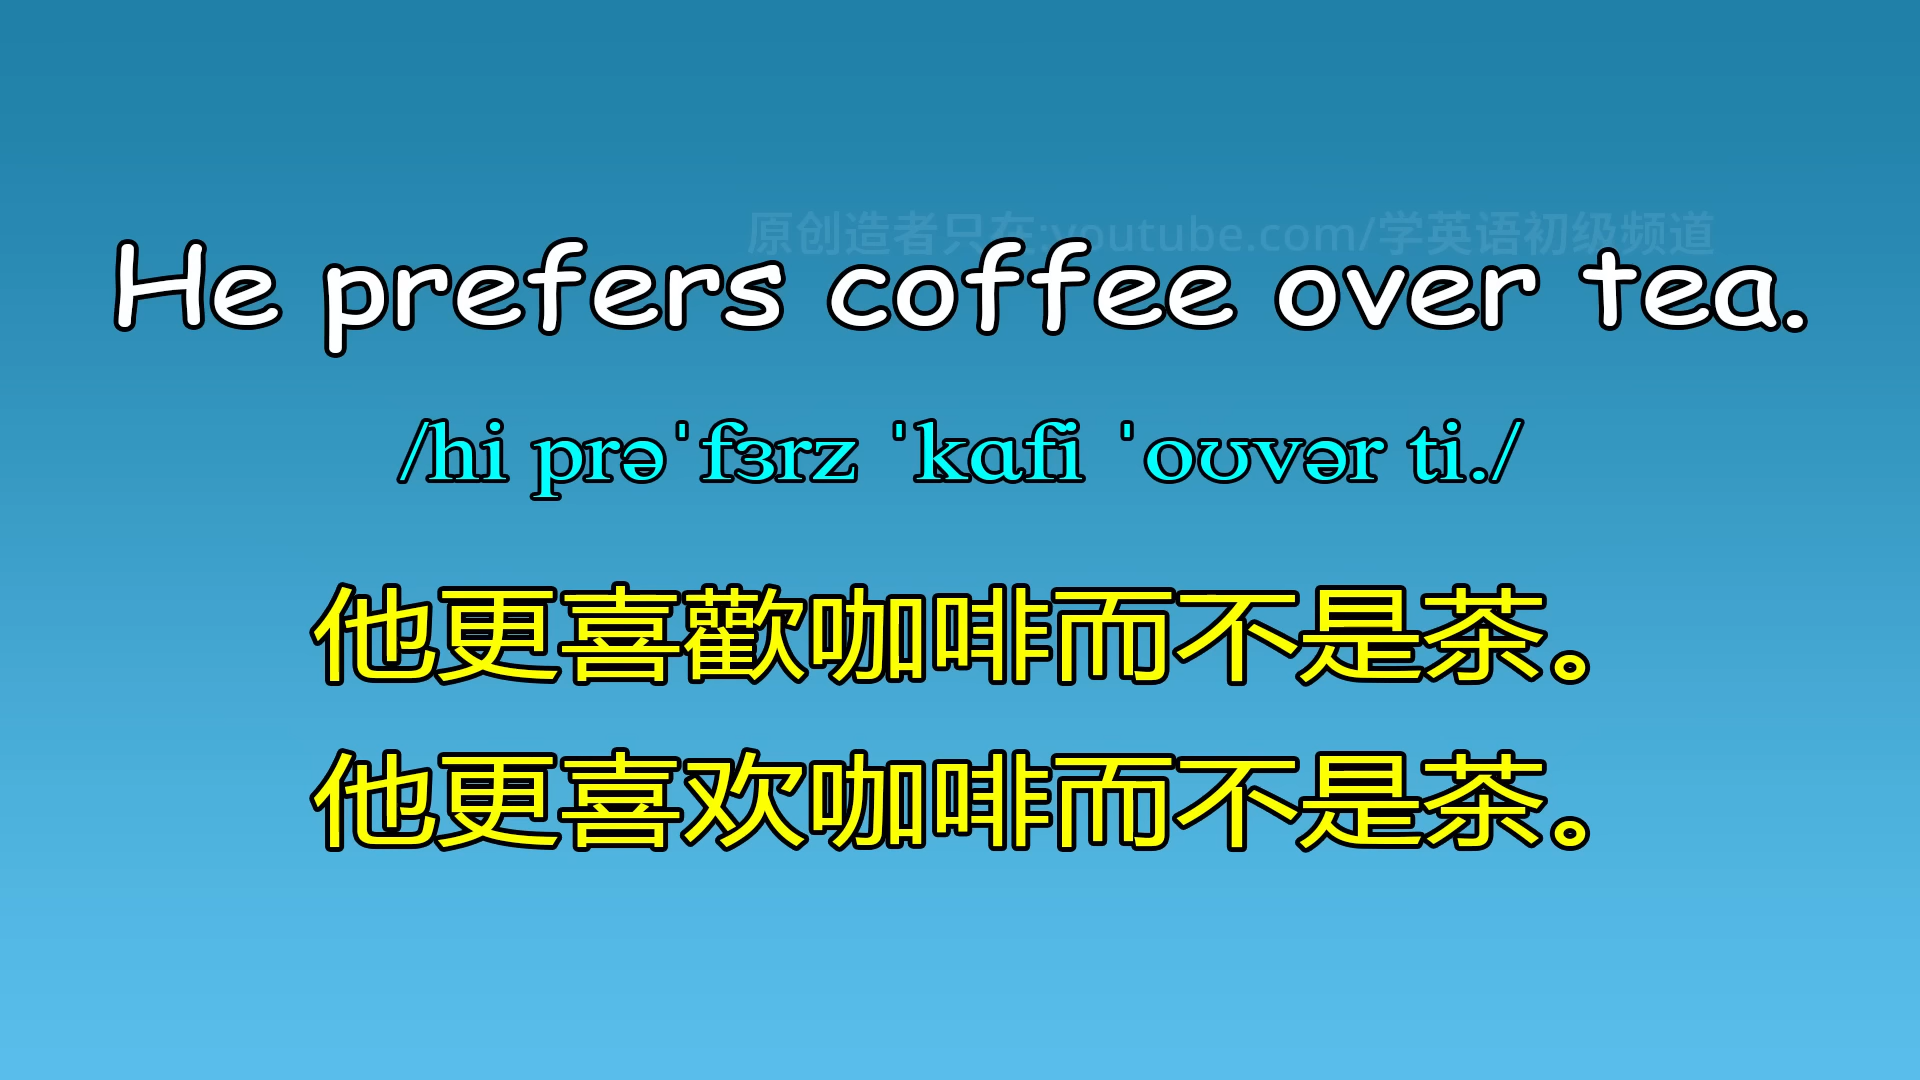 原创造者只在:youtube.com/学英语初级频道
He prefers coffee over tea.
/hi prəˈfɜrz ˈkɑfi ˈoʊvər ti./
他更喜歡咖啡而不是茶。
他更喜欢咖啡而不是茶。